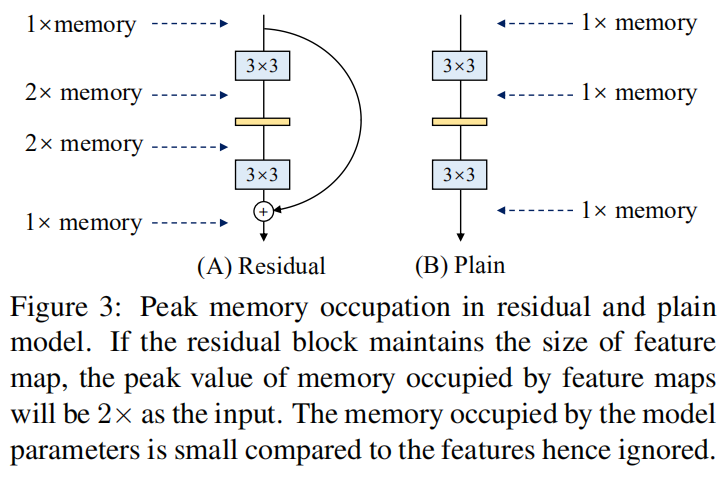 1×memory
1× memory
3×3
3×3
2× memory
1× memory
2× memory
3×3
3×3
+
1× memory
1× memory
(A) Residual
(B) Plain
Figure 3: Peak memory occupation in residual and plain
model. If the residual block maintains the size of feature
map, the peak value of memory occupied by feature maps
will be 2× as the input. The memory occupied by the model
parameters is small compared to the features hence ignored.